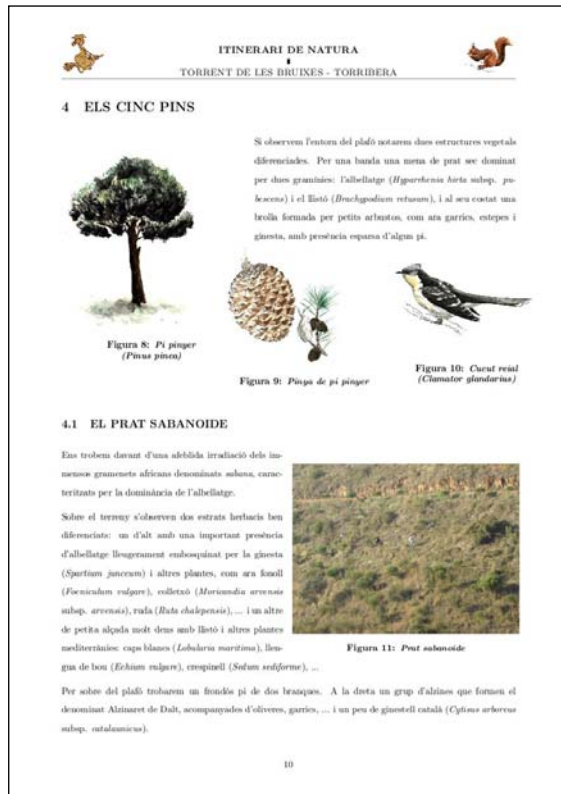 ITINERARI DE NATURA
TORRENT DE LES BRUIXES - TORRIBERA
4 ELS CINC PINS
Si observem l'entorn del plafó notarem dues estructures vegetals
diferenciades. Per una banda una mena de prat sec dominat
per dues gramínies: l'albellatge (Hyparrhenia hirta subsp. pu-
bescens) i el llistó (Brachypodium retusum), i al seu costat una
brolla formada per petits arbustos, com ara garrics, estepes i
ginesta, amb presència esparsa d'algun pi.
Figura 8: Pi pinyer
(Pinus pinea)
Figura 9: Pinya de pi pinyer
Figura 10: Cucut reial
(Clamator glandarius)
4.1 EL PRAT SABANOIDE
Ens trobem davant d'una afeblida irradiació dels im-
mensos gramenets africans denominats sabana, carac-
teritzats per la dominància de l'albellatge.
Sobre el terreny s'observen dos estrats herbacis ben
diferenciats: un d'alt amb una important presència
d'albellatge lleugerament embosquinat per la ginesta
(Spartium junceum) i altres plantes, com ara fonoll
(Foeniculum vulgare), colletxó (Moricandia arvensis
subsp. arvensis), ruda (Ruta chalepensis), ... i un altre
de petita alçada molt dens amb llistó i altres plantes
mediterrànies: caps blancs (Lobularia maritima), llen-
gua de bou (Echium vulgare), crespinell (Sedum sediforme), ...
Figura 11: Prat sabanoide
Per sobre del plafó trobarem un frondós pi de dos branques. A la dreta un grup d'alzines que formen el
denominat Alzinaret de Dalt, acompanyades d'oliveres, garrics, ... i un peu de ginestell català (Cytisus arboreus
subsp. catalaunicus).
10